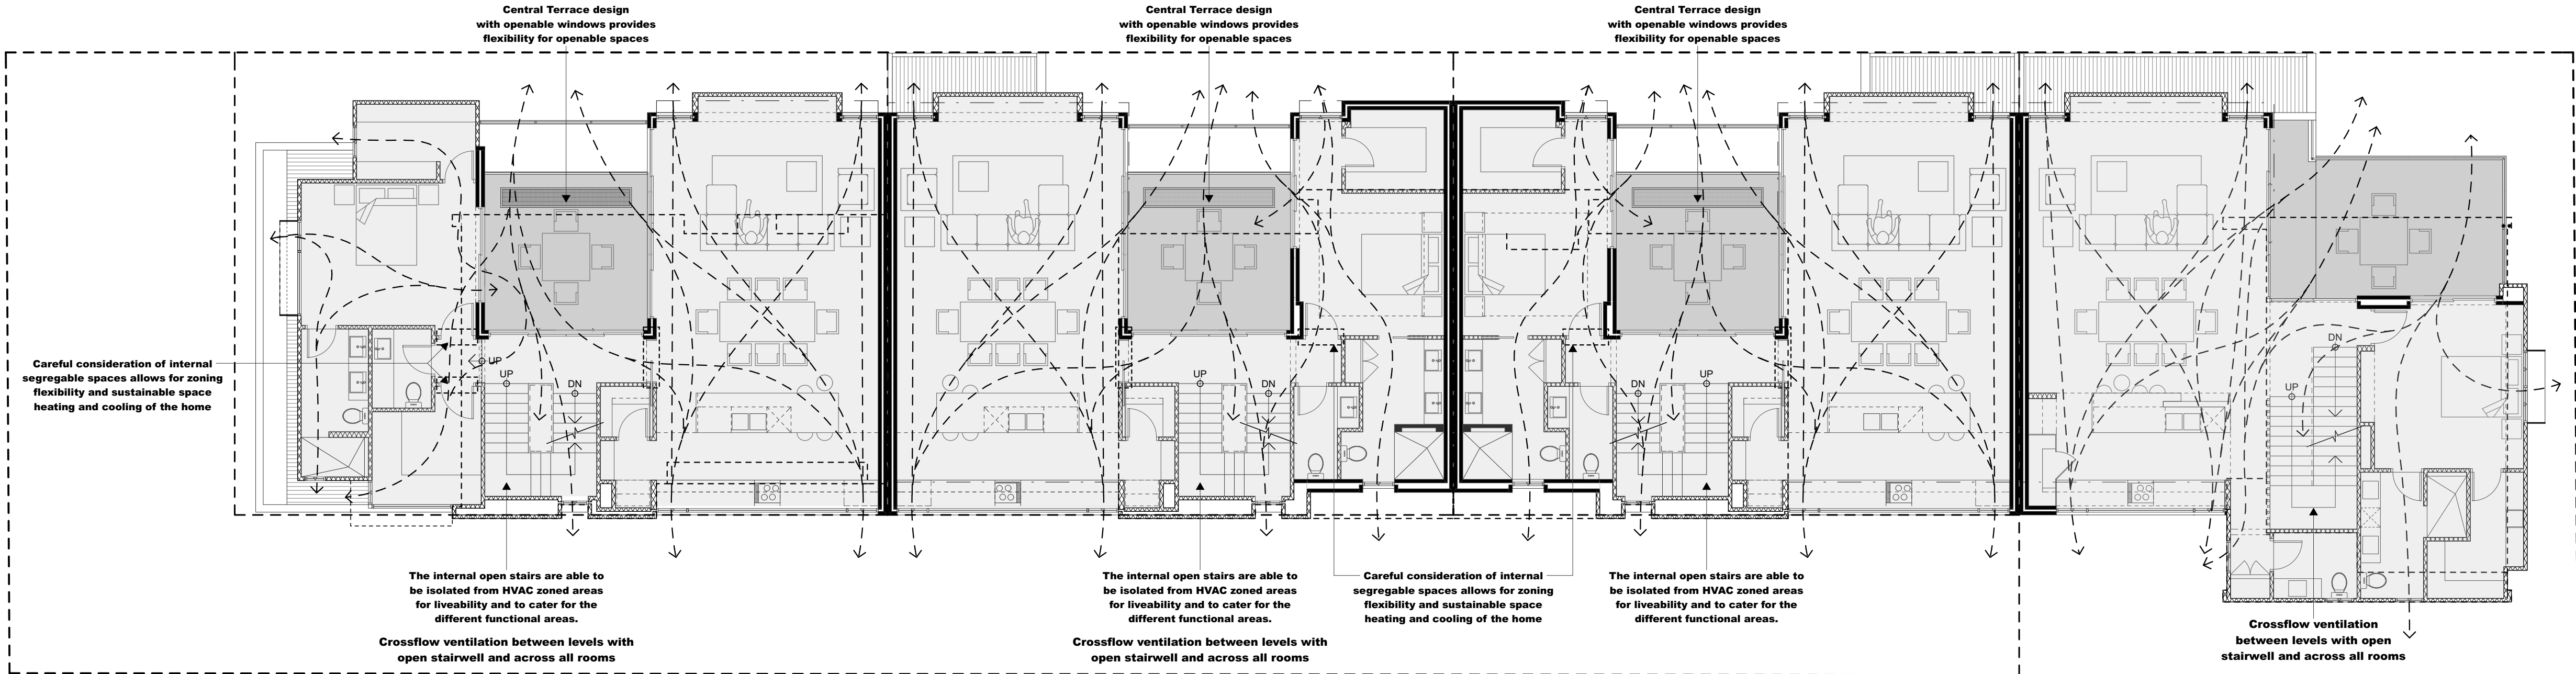 Central Terrace design
with openable windows provides
flexibility for openable spaces
Central Terrace design
with openable windows provides
flexibility for openable spaces
Central Terrace design
with openable windows provides
flexibility for openable spaces
Careful consideration of internal
segregable spaces allows for zoning
flexibility and sustainable space
heating and cooling of the home
UP
UP
DN
UP
DN
DN
UP
DN
UP
The internal open stairs are able to
be isolated from HVAC zoned areas
for liveability and to cater for the
different functional areas.
Crossflow ventilation between levels with
open stairwell and across all rooms
The internal open stairs are able to
be isolated from HVAC zoned areas
for liveability and to cater for the
different functional areas.
Crossflow ventilation between levels with
open stairwell and across all rooms
Careful consideration of internal
segregable spaces allows for zoning
flexibility and sustainable space
heating and cooling of the home
The internal open stairs are able to
be isolated from HVAC zoned areas
for liveability and to cater for the
different functional areas.
Crossflow ventilation
between levels with open
stairwell and across all rooms